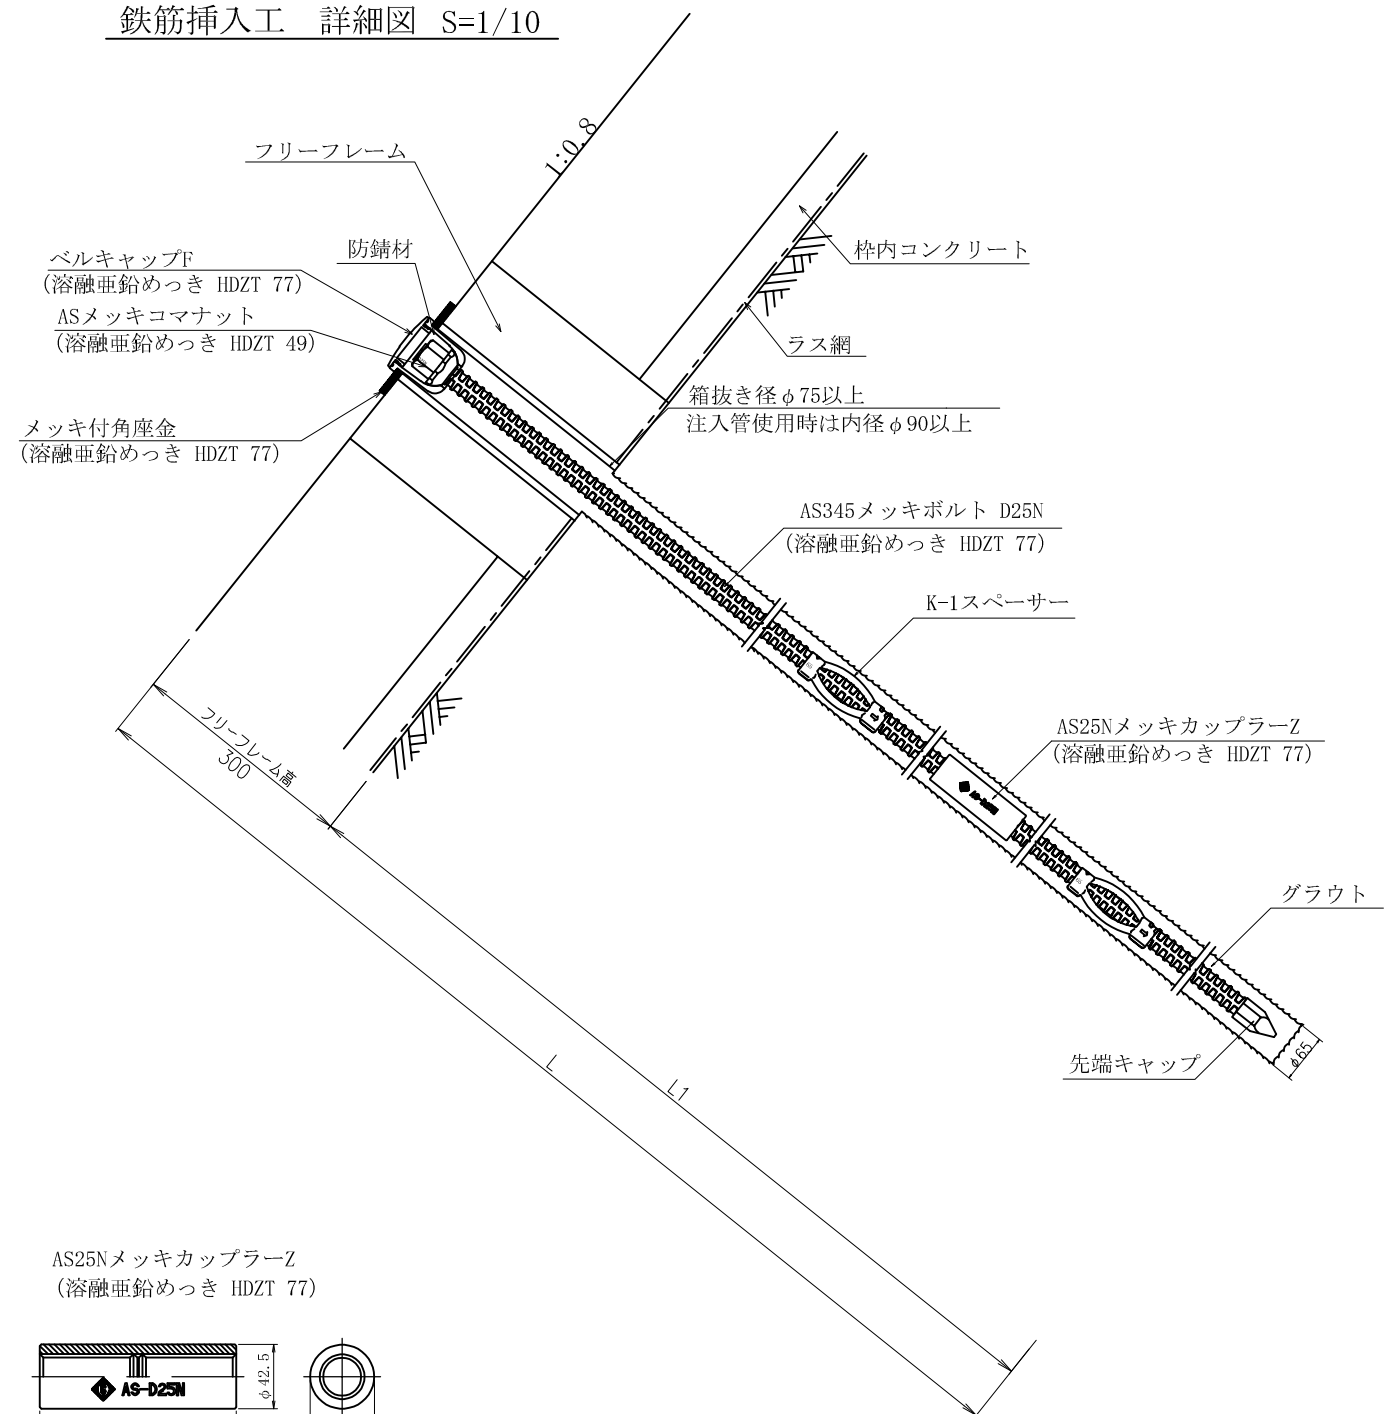 鉄筋挿入工　詳細図 S=1/10
1:0.8
フリーフレーム
防錆材
枠内コンクリート
ベルキャップF
(溶融亜鉛めっき HDZT 77)
ASメッキコマナット
(溶融亜鉛めっき HDZT 49)
ラス網
箱抜き径φ75以上
注入管使用時は内径φ90以上
メッキ付角座金
(溶融亜鉛めっき HDZT 77)
AS345メッキボルト D25N
(溶融亜鉛めっき HDZT 77)
K-1スペーサー
AS25NメッキカップラーZ
(溶融亜鉛めっき HDZT 77)
AS-D25N
フリーフレーム高
300
グラウト
先端キャップ
φ65
L
L1
AS25NメッキカップラーZ
(溶融亜鉛めっき HDZT 77)
AS-D25N
φ42.5